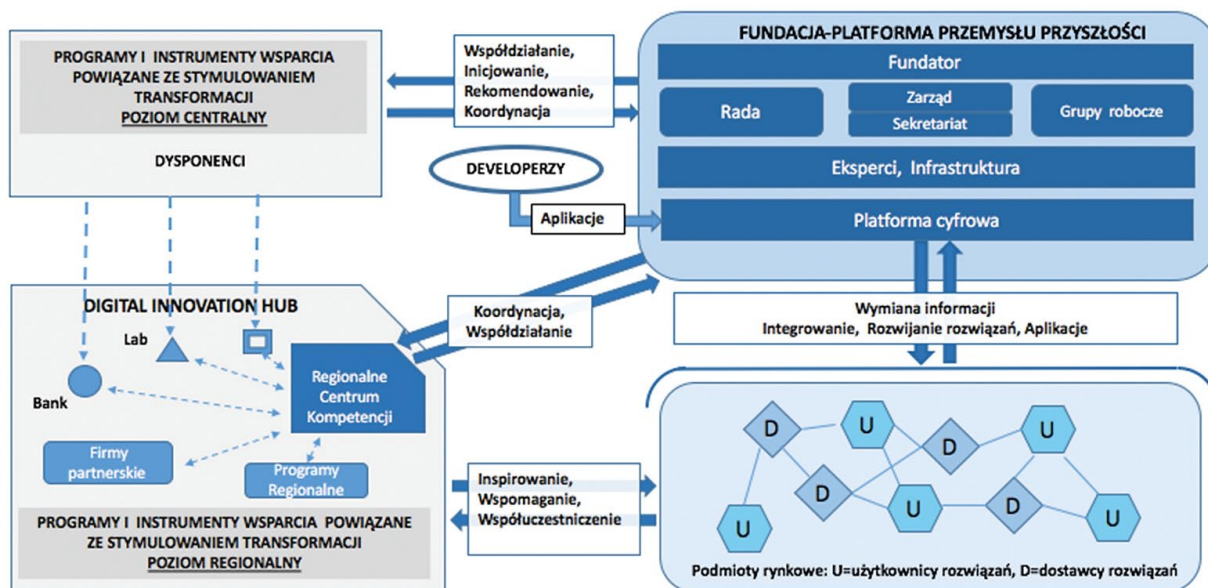 PROGRAMY I INSTRUMENTY WSPARCIA
POWIĄZANE ZE STYMULOWANIEM
TRANSFORMACJI
POZIOM CENTRALNY
DYSPONENCI
Współdziałanie,
Inicjowanie,
Rekomendowanie,
Koordynacja
FUNDACJA-PLATFORMA PRZEMYSŁU PRZYSZŁOŚCI
Fundator
Rada
Zarząd
Sekretariat
Grupy robocze
Eksperci, Infrastruktura
Platforma cyfrowa
DEVELOPERZY
Aplikacje
DIGITAL INNOVATION HUB
Lab
Bank
Regionalne
Centrum
Kompetencji
Firmy
partnerskie
Programy
Regionalne
PROGRAMY I INSTRUMENTY WSPARCIA POWIĄZANE
ZE STYMULOWANIEM TRANSFORMACJI
POZIOM REGIONALNY
Koordynacja,
Współdziałanie
Wymiana informacji
Integrowanie, Rozwijanie rozwiązań, Aplikacje
Inspirowanie,
Wspomaganie,
Współuczestniczenie
D
U
D
U
D
U
D
U
U
Podmioty rynkowe: U=użytkownicy rozwiązań, D=dostawcy rozwiązań